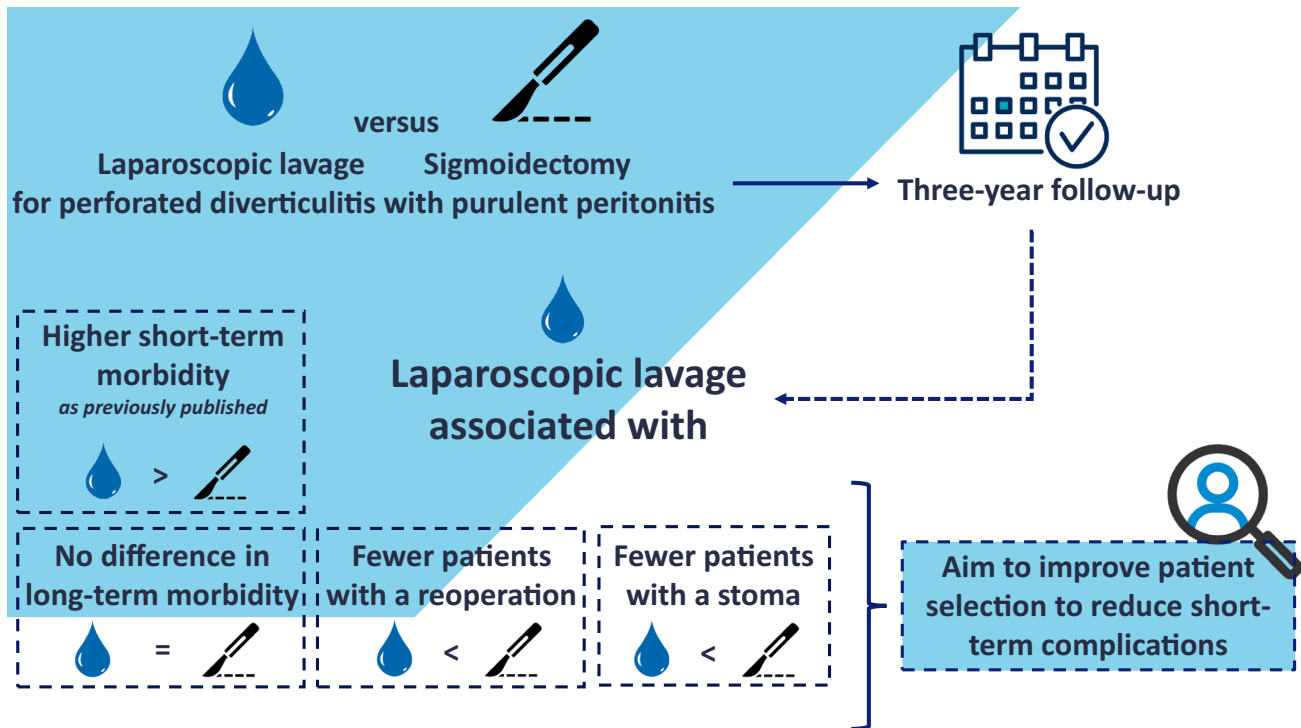 versus
Laparoscopic lavage Sigmoidectomy
for perforated diverticulitis with purulent peritonitis
Three-year follow-up
Laparoscopic lavage
associated with
Higher short-term
morbidity
as previously published
>
No difference in
long-term morbidity
=
Fewer patients
with a reoperation
<
Fewer patients
with a stoma
<
Aim to improve patient
selection to reduce short-
term complications